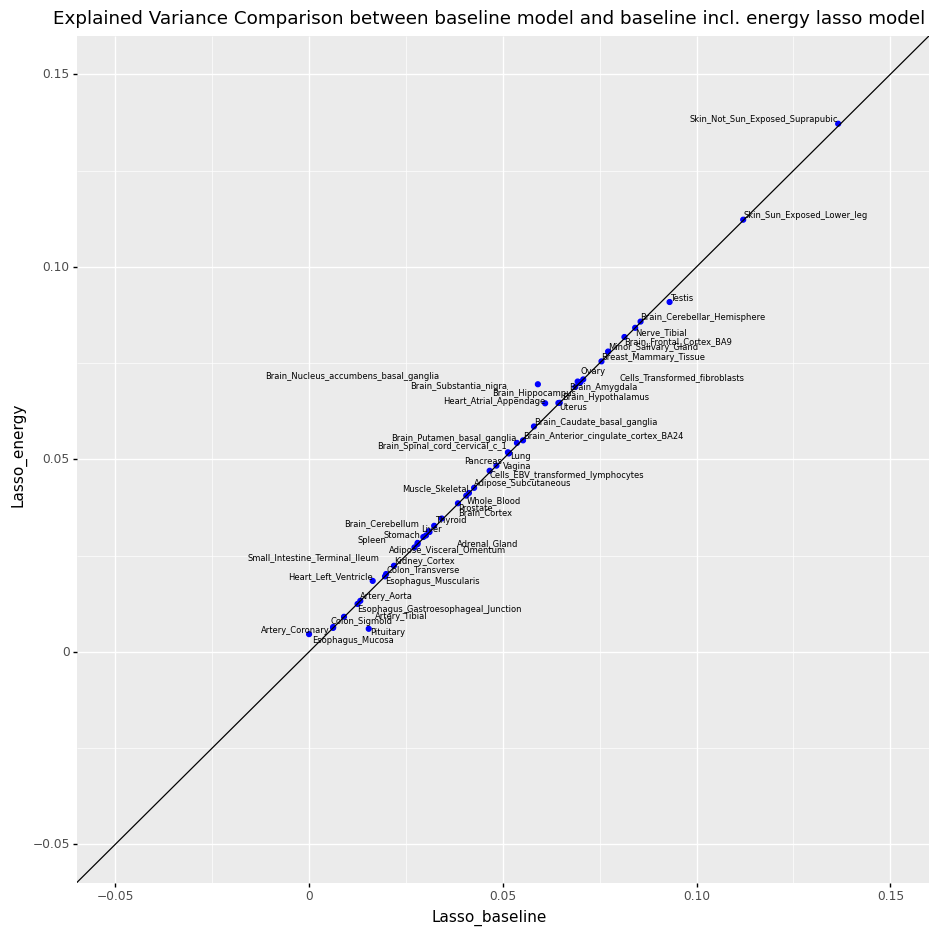 Explained Variance Comparison between baseline model and baseline incl. energy lasso model
0.15
Skin_Not_Sun_Exposed_Suprapubic
Skin_Sun_Exposed_Lower_leg
0.10
Testis
Brain_Cerebellar_Hemisphere
Nerve_Tibial
Brain_Frontal_Cortex_BA9
Minor_Salivary_Gland
Breast_Mammary_Tissue
Ovary
Brain_Nucleus_accumbens_basal_ganglia
Cells_Transformed_fibroblasts
Brain_Substantia_nigra
Brain_Amygdala
Brain_Hippocampus
Brain_Hypothalamus
Heart_Atrial_Appendage
Uterus
Brain_Caudate_basal_ganglia
Brain_Putamen_basal_ganglia
Brain_Anterior_cingulate_cortex_BA24
Brain_Spinal_cord_cervical_c_1
0.05
Lung
Pancreas
Vagina
Cells_EBV_transformed_lymphocytes
Adipose_Subcutaneous
Muscle_Skeletal
Whole_Blood
Prostate
Brain_Cortex
Thyroid
Brain_Cerebellum
Liver
Stomach
Spleen
Adrenal_Gland
Adipose_Visceral_Omentum
Small_Intestine_Terminal_Ileum
Kidney_Cortex
Colon_Transverse
Heart_Left_Ventricle
Esophagus_Muscularis
Artery_Aorta
Esophagus_Gastroesophageal_Junction
Artery_Tibial
Colon_Sigmoid
Artery_Coronary
Pituitary
Esophagus_Mucosa
0
−0.05
−0.05
0
0.05
0.10
0.15
Lasso_baseline
Lasso_energy